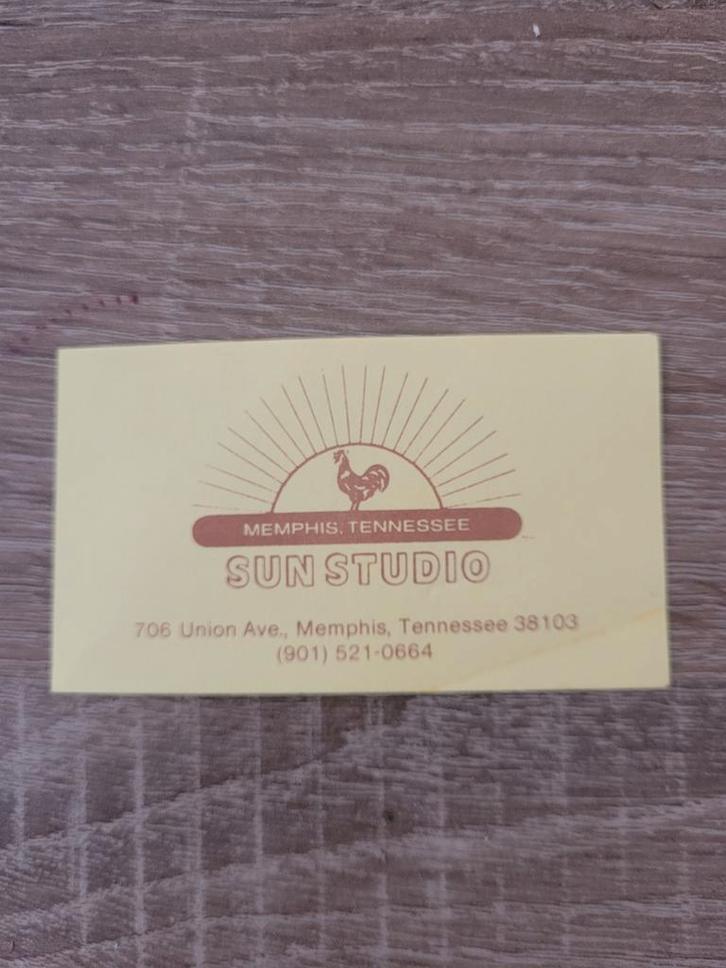 MEMPHIS, TENNESSEE
SUN STUDIO
706 Union Ave., Memphis, Tennessee 38103
(901) 521-0664